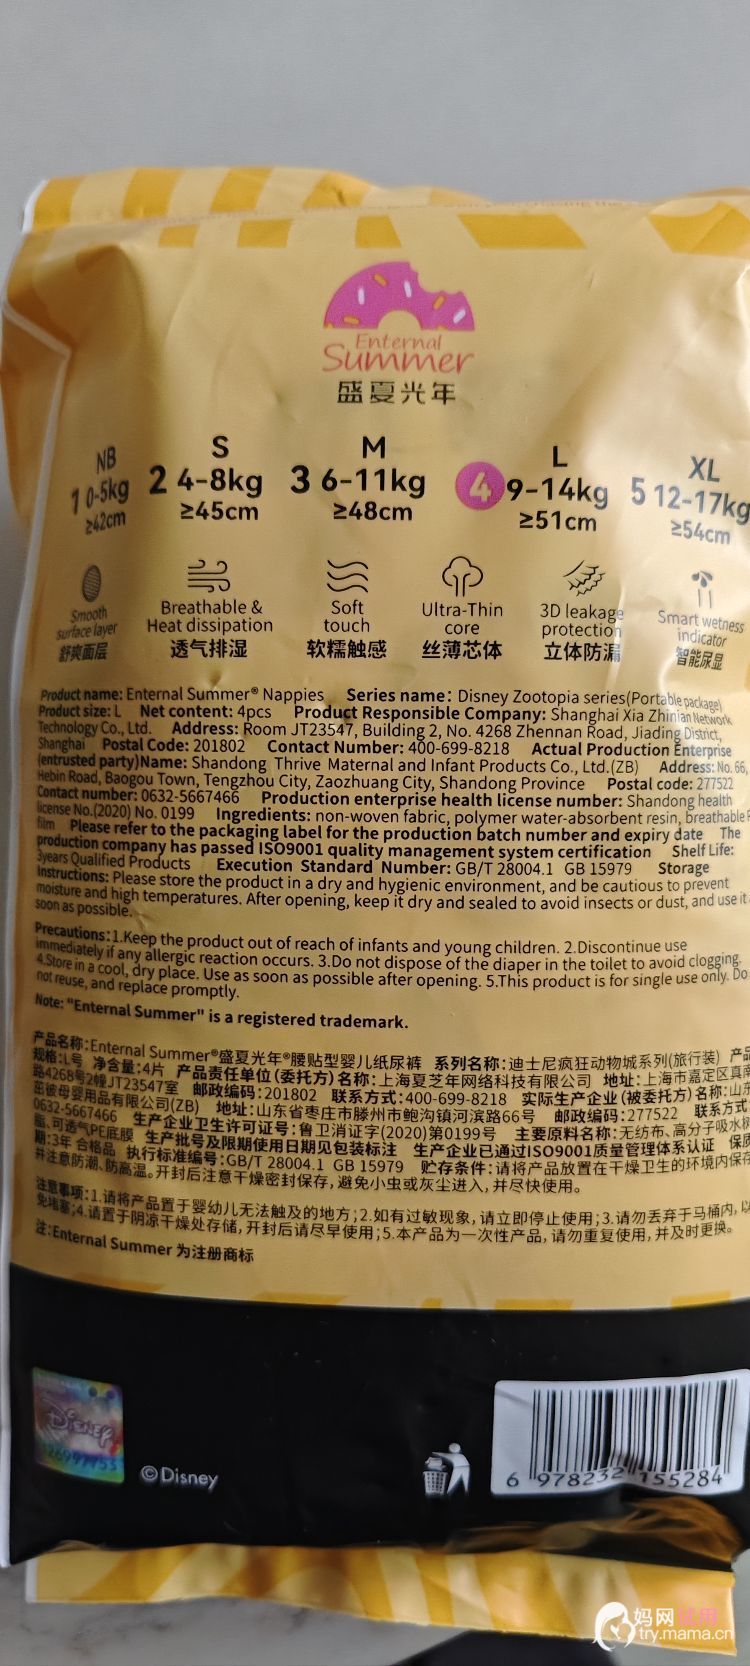 Enternal
Summer
盛夏光年
NB
1 0-5kg
≥42cm
S
2 4-8kg
≥45cm
M
3 6-11kg
≥48cm
L
4 9-14kg
≥51cm
XL
5 12-17kg
≥54cm
Smooth
surface layer
舒爽面层
Breathable &
Heat dissipation
透气排湿
Soft
touch
软糯触感
Ultra-Thin
core
丝薄芯体
3D leakage
protection
立体防漏
Smart wetness
indicator
智能尿显
Product name: Enternal Summer® Nappies Series name: Disney Zootopia series(Portable package)
Product size: L Net content: 4pcs Product Responsible Company: Shanghai Xia Zhinian Network
Technology Co., Ltd. Address: Room JT23547, Building 2, No. 4268 Zhennan Road, Jiading District,
Shanghai Postal Code: 201802 Contact Number: 400-699-8218 Actual Production Enterprise
(entrusted party)Name: Shandong Thrive Maternal and Infant Products Co., Ltd.(ZB) Address: No. 66,
Hebin Road, Baogou Town, Tengzhou City, Zaozhuang City, Shandong Province Postal code: 277522
Contact number: 0632-5667466 Production enterprise health license number: Shandong health
license No.(2020) No. 0199 Ingredients: non-woven fabric, polymer water-absorbent resin, breathable
film Please refer to the packaging label for the production batch number and expiry date The
production company has passed ISO9001 quality management system certification Shelf Life:
3years Qualified Products Execution Standard Number: GB/T 28004.1 GB 15979 Storage
Instructions: Please store the product in a dry and hygienic environment, and be cautious to prevent
moisture and high temperatures. After opening, keep it dry and sealed to avoid insects or dust, and use it
soon as possible.
Precautions:1.Keep the product out of reach of infants and young children. 2.Discontinue use
immediately if any allergic reaction occurs. 3.Do not dispose of the diaper in the toilet to avoid clogging.
4.Store in a cool, dry place. Use as soon as possible after opening. 5.This product is for single use only. Do
not reuse, and replace promptly.
Note: "Enternal Summer" is a registered trademark.
产品名称:Enternal Summer®盛夏光年®腰贴型婴儿纸尿裤 系列名称:迪士尼疯狂动物城系列(旅行装) 产品
规格:L号 净含量:4片 产品责任单位(委托方)名称:上海夏芝年网络科技有限公司 地址:上海市嘉定区真南
路4268号2幢JT23547室 邮政编码:201802 联系方式:400-699-8218 实际生产企业(被委托方)名称:山东
茁彼母婴用品有限公司(ZB) 地址:山东省枣庄市滕州市鲍沟镇河滨路66号 邮政编码:277522 联系方式
0632-5667466 生产企业卫生许可证号:鲁卫消证字(2020)第0199号 主要原料名称:无纺布、高分子吸水树
脂、可透气PE底膜 生产批号及限期使用日期见包装标注 生产企业已通过ISO9001质量管理体系认证 保质
期:3年 合格品 执行标准编号:GB/T 28004.1 GB 15979 贮存条件:请将产品放置在干燥卫生的环境内保存
并注意防潮、防高温。开封后注意干燥密封保存,避免小虫或灰尘进入,并尽快使用。
注意事项:1.请将产品置于婴幼儿无法触及的地方;2.如有过敏现象,请立即停止使用;3.请勿丢弃于马桶内,以
免堵塞;4.请置于阴凉干燥处存储,开封后请尽早使用;5.本产品为一次性产品,请勿重复使用,并及时更换。
注:Enternal Summer 为注册商标
Disney
©Disney
6 978232 155284
妈网试用
try.mama.cn